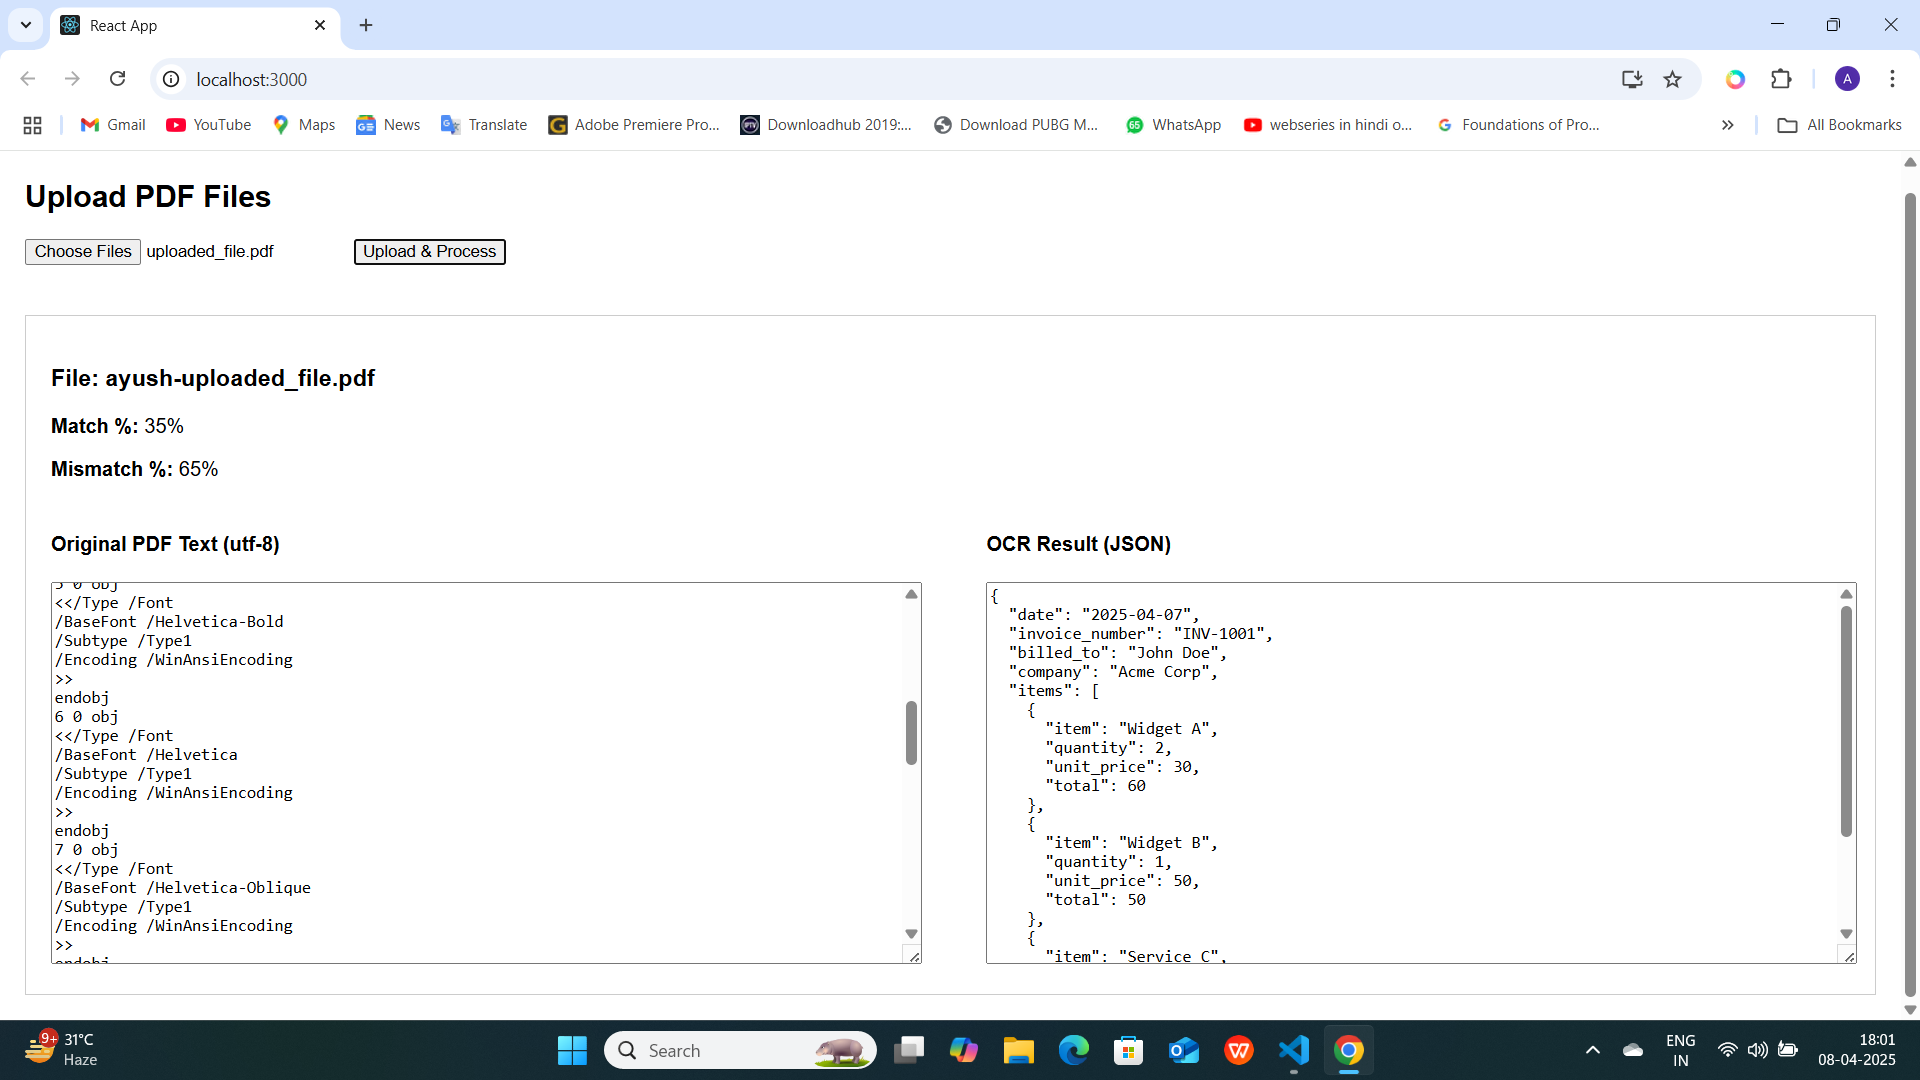 React App
localhost:3000
A
Gmail
YouTube
Maps
News
Translate
Adobe Premiere Pro...
Downloadhub 2019:...
Download PUBG M...
WhatsApp
webseries in hindi o...
Foundations of Pro...
All Bookmarks
Upload PDF Files
Choose Files uploaded_file.pdf
Upload & Process
File: ayush-uploaded_file.pdf
Match %: 35%
Mismatch %: 65%
Original PDF Text (utf-8)
5 0 obj
<</Type /Font
/BaseFont /Helvetica-Bold
/Subtype /Type1
/Encoding /WinAnsiEncoding
>>
endobj
6 0 obj
<</Type /Font
/BaseFont /Helvetica
/Subtype /Type1
/Encoding /WinAnsiEncoding
>>
endobj
7 0 obj
<</Type /Font
/BaseFont /Helvetica-Oblique
/Subtype /Type1
/Encoding /WinAnsiEncoding
>>
endobj
OCR Result (JSON)
{
"date": "2025-04-07",
"invoice_number": "INV-1001",
"billed_to": "John Doe",
"company": "Acme Corp",
"items": [
{
"item": "Widget A",
"quantity": 2,
"unit_price": 30,
"total": 60
},
{
"item": "Widget B",
"quantity": 1,
"unit_price": 50,
"total": 50
},
{
"item": "Service C",
9+
31°C
Haze
Search
ENG
IN
18:01
08-04-2025